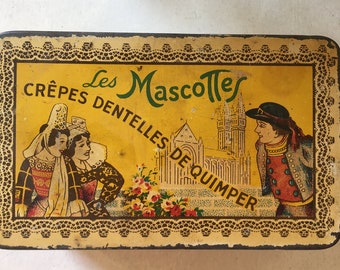 Les Mascottes
CRÊPES DENTELLES DE QUIMPER